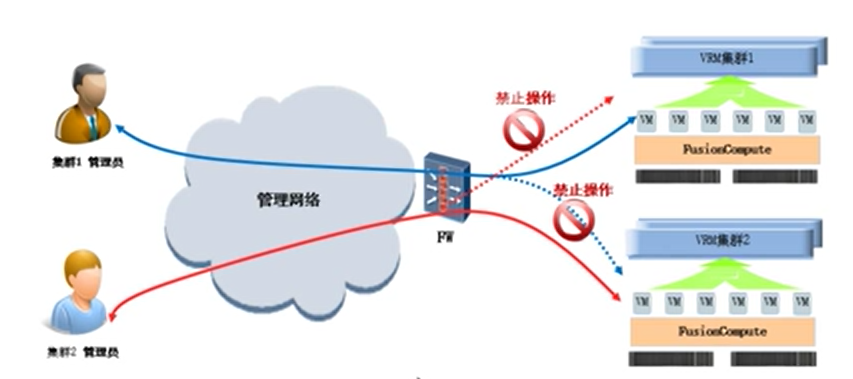 VRM集群1
禁止操作
VM VM VM VM VM VM
集群1 管理员
FusionCompute
管理网络
禁止操作
FW
VRM集群2
VM VM VM VM VM VM
FusionCompute
集群2 管理员